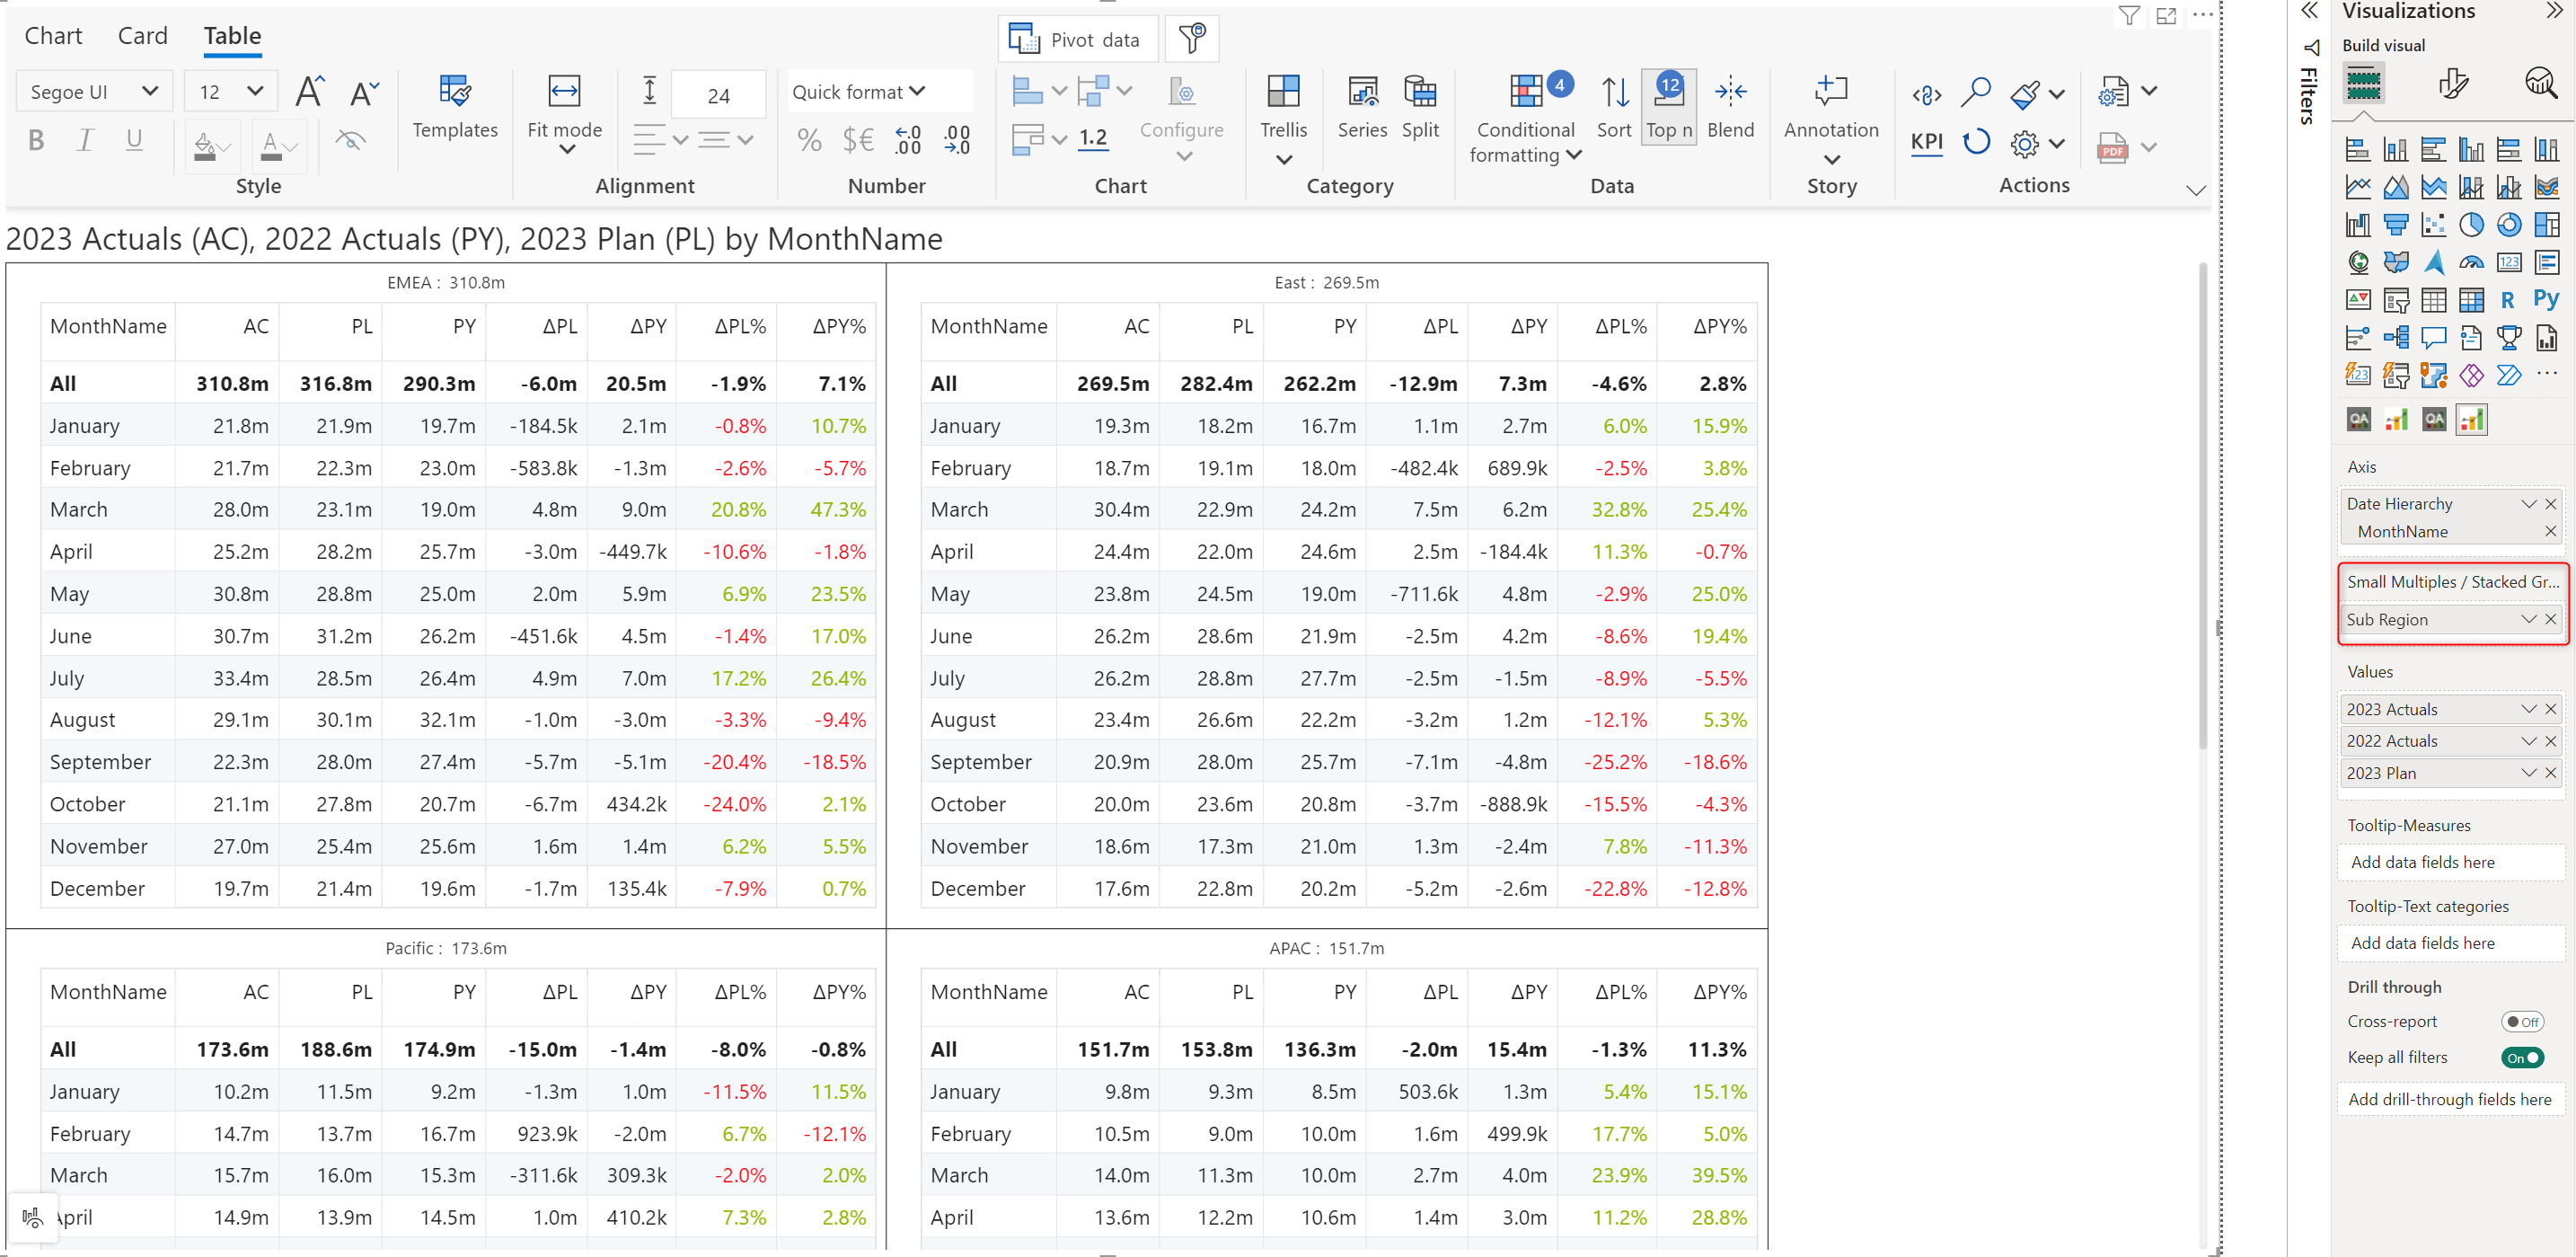 Chart Card Table
Pivot data
Segoe UI 12 A A
B I U A
Style
Templates
Fit mode
24
Alignment
Quick format
% $€ .0 .00 .00 .0
Number
1.2
Configure
Chart
Trellis
Series
Split
Category
Conditional
formatting
4
Sort
12
Top n
Blend
Data
Annotation
Story
KPI
PDF
Actions
2023 Actuals (AC), 2022 Actuals (PY), 2023 Plan (PL) by MonthName
EMEA : 310.8m
MonthName AC PL PY ΔPL ΔPY ΔPL% ΔPY%
All 310.8m 316.8m 290.3m -6.0m 20.5m -1.9% 7.1%
January 21.8m 21.9m 19.7m -184.5k 2.1m -0.8% 10.7%
February 21.7m 22.3m 23.0m -583.8k -1.3m -2.6% -5.7%
March 28.0m 23.1m 19.0m 4.8m 9.0m 20.8% 47.3%
April 25.2m 28.2m 25.7m -3.0m -449.7k -10.6% -1.8%
May 30.8m 28.8m 25.0m 2.0m 5.9m 6.9% 23.5%
June 30.7m 31.2m 26.2m -451.6k 4.5m -1.4% 17.0%
July 33.4m 28.5m 26.4m 4.9m 7.0m 17.2% 26.4%
August 29.1m 30.1m 32.1m -1.0m -3.0m -3.3% -9.4%
September 22.3m 28.0m 27.4m -5.7m -5.1m -20.4% -18.5%
October 21.1m 27.8m 20.7m -6.7m 434.2k -24.0% 2.1%
November 27.0m 25.4m 25.6m 1.6m 1.4m 6.2% 5.5%
December 19.7m 21.4m 19.6m -1.7m 135.4k -7.9% 0.7%
East : 269.5m
MonthName AC PL PY ΔPL ΔPY ΔPL% ΔPY%
All 269.5m 282.4m 262.2m -12.9m 7.3m -4.6% 2.8%
January 19.3m 18.2m 16.7m 1.1m 2.7m 6.0% 15.9%
February 18.7m 19.1m 18.0m -482.4k 689.9k -2.5% 3.8%
March 30.4m 22.9m 24.2m 7.5m 6.2m 32.8% 25.4%
April 24.4m 22.0m 24.6m 2.5m -184.4k 11.3% -0.7%
May 23.8m 24.5m 19.0m -711.6k 4.8m -2.9% 25.0%
June 26.2m 28.6m 21.9m -2.5m 4.2m -8.6% 19.4%
July 26.2m 28.8m 27.7m -2.5m -1.5m -8.9% -5.5%
August 23.4m 26.6m 22.2m -3.2m 1.2m -12.1% 5.3%
September 20.9m 28.0m 25.7m -7.1m -4.8m -25.2% -18.6%
October 20.0m 23.6m 20.8m -3.7m -888.9k -15.5% -4.3%
November 18.6m 17.3m 21.0m 1.3m -2.4m 7.8% -11.3%
December 17.6m 22.8m 20.2m -5.2m -2.6m -22.8% -12.8%
Pacific : 173.6m
MonthName AC PL PY ΔPL ΔPY ΔPL% ΔPY%
All 173.6m 188.6m 174.9m -15.0m -1.4m -8.0% -0.8%
January 10.2m 11.5m 9.2m -1.3m 1.0m -11.5% 11.5%
February 14.7m 13.7m 16.7m 923.9k -2.0m 6.7% -12.1%
March 15.7m 16.0m 15.3m -311.6k 309.3k -2.0% 2.0%
April 14.9m 13.9m 14.5m 1.0m 410.2k 7.3% 2.8%
APAC : 151.7m
MonthName AC PL PY ΔPL ΔPY ΔPL% ΔPY%
All 151.7m 153.8m 136.3m -2.0m 15.4m -1.3% 11.3%
January 9.8m 9.3m 8.5m 503.6k 1.3m 5.4% 15.1%
February 10.5m 9.0m 10.0m 1.6m 499.9k 17.7% 5.0%
March 14.0m 11.3m 10.0m 2.7m 4.0m 23.9% 39.5%
April 13.6m 12.2m 10.6m 1.4m 3.0m 11.2% 28.8%
Filters
Visualizations
Build visual
123
R Py
123
QA QA
Axis
Date Hierarchy
MonthName
Small Multiples / Stacked Gr...
Sub Region
Values
2023 Actuals
2022 Actuals
2023 Plan
Tooltip-Measures
Add data fields here
Tooltip-Text categories
Add data fields here
Drill through
Cross-report Off
Keep all filters On
Add drill-through fields here